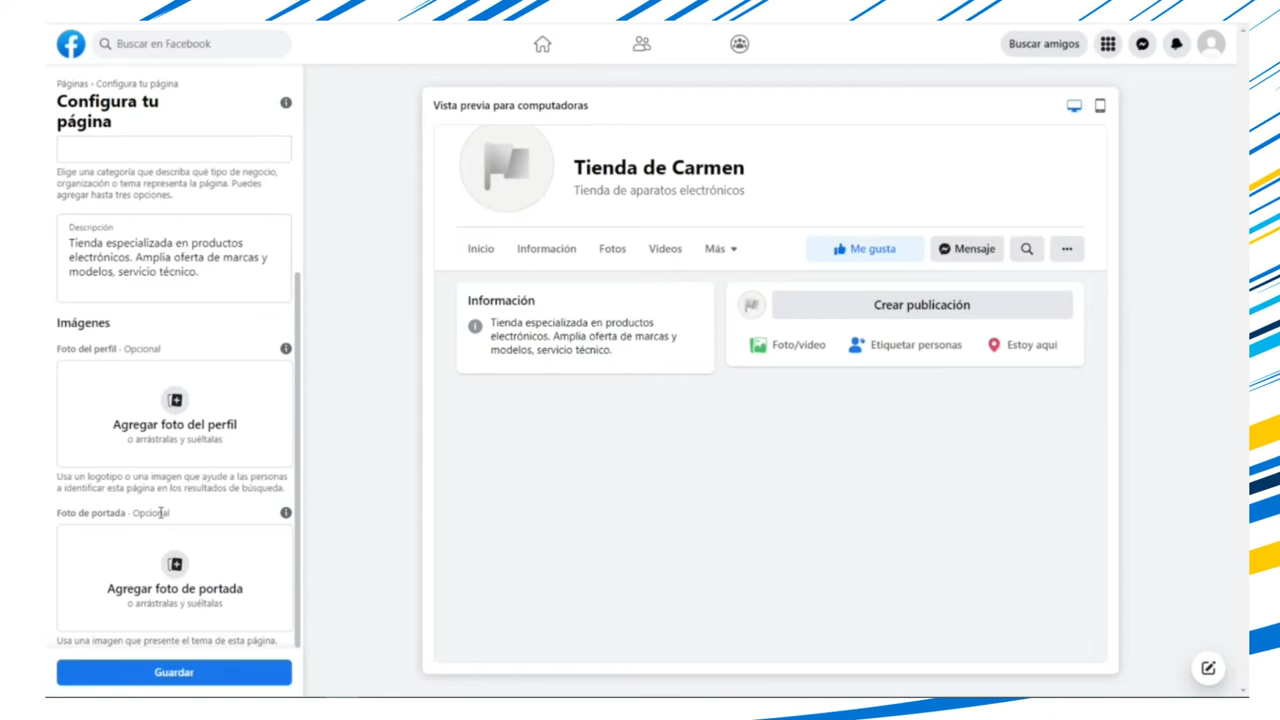 Buscar en Facebook
Buscar amigos
Páginas › Configura tu página
Configura tu
página
Elige una categoría que describa qué tipo de negocio,
organización o tema representa la página. Puedes
agregar hasta tres opciones.
Descripción
Tienda especializada en productos
electrónicos. Amplia oferta de marcas y
modelos, servicio técnico.
Imágenes
Foto del perfil · Opcional
Agregar foto del perfil
o arrástralas y suéltalas
Usa un logotipo o una imagen que ayude a las personas
a identificar esta página en los resultados de búsqueda.
Foto de portada · Opcional
Agregar foto de portada
o arrástralas y suéltalas
Usa una imagen que presente el tema de esta página.
Guardar
Vista previa para computadoras
Tienda de Carmen
Tienda de aparatos electrónicos
Inicio Información Fotos Videos Más Me gusta Mensaje
Información
Tienda especializada en productos
electrónicos. Amplia oferta de marcas y
modelos, servicio técnico.
Crear publicación
Foto/video Etiquetar personas Estoy aquí